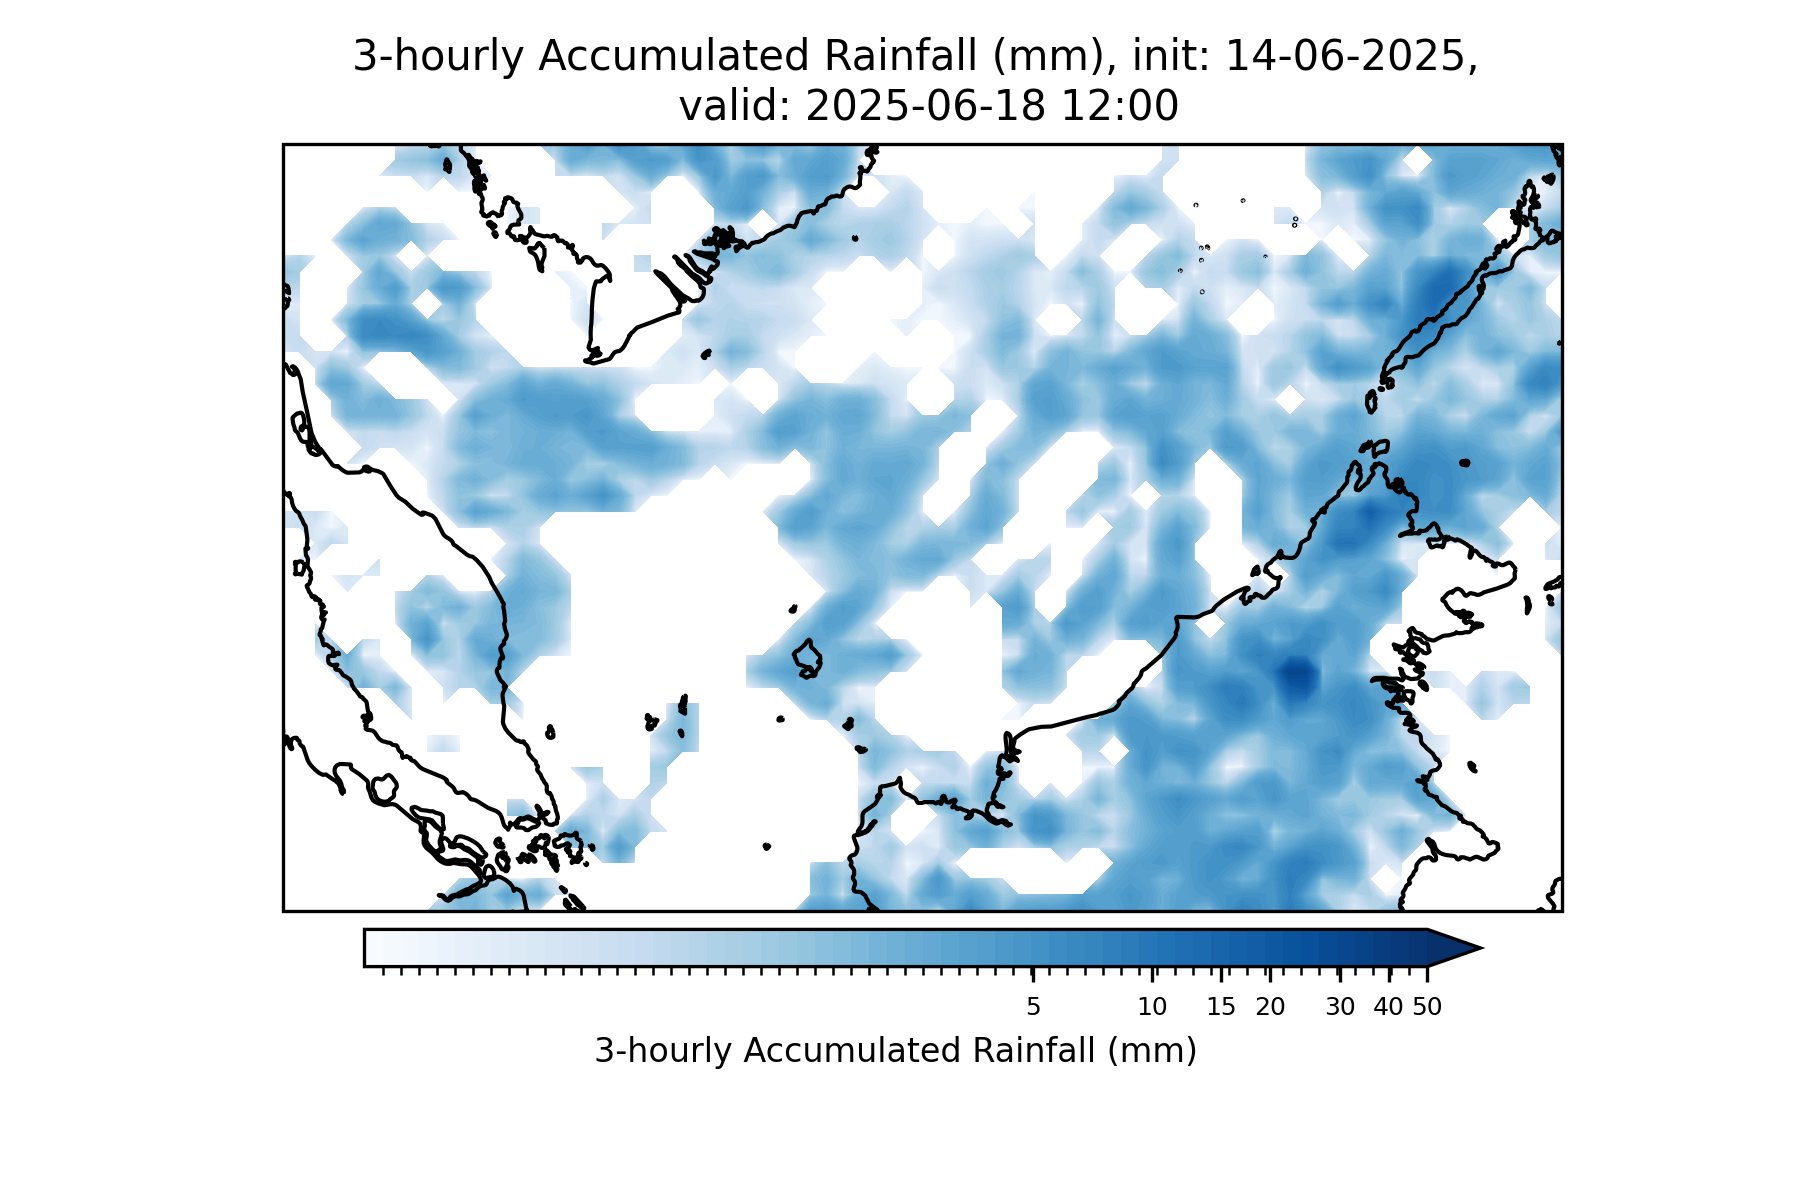 3-hourly Accumulated Rainfall (mm), init: 14-06-2025,
valid: 2025-06-18 12:00
5 10 15 20 30 40 50
3-hourly Accumulated Rainfall (mm)